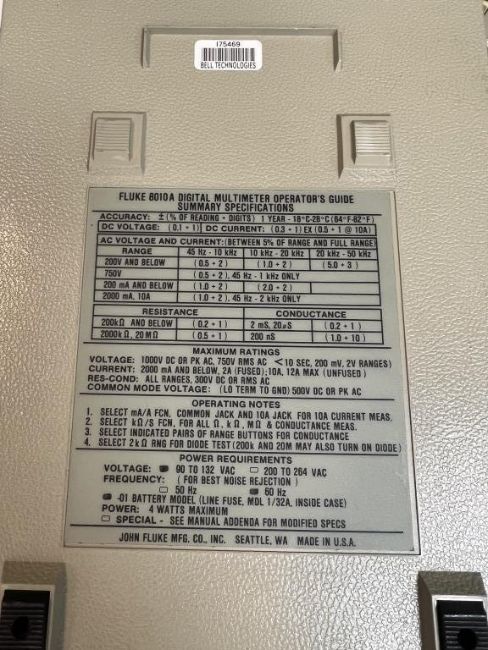 175469
BELL TECHNOLOGIES
FLUKE 8010A DIGITAL MULTIMETER OPERATOR'S GUIDE
SUMMARY SPECIFICATIONS
ACCURACY: ±(% OF READING + DIGITS) 1 YEAR - 18°C-28°C (64°F-82°F)
DC VOLTAGE: (0.1 + 1) DC CURRENT: (0.3 + 1) EX (0.5 + 1 @ 10A)
AC VOLTAGE AND CURRENT: (BETWEEN 5% OF RANGE AND FULL RANGE)
RANGE 45 Hz - 10 kHz 10 kHz - 20 kHz 20 kHz - 50 kHz
200V AND BELOW (0.5 + 2) (1.0 + 2) (5.0 + 3)
750V (0.5 + 2), 45 Hz - 1 kHz ONLY
200 mA AND BELOW (1.0 + 2) (2.0 + 2)
2000 mA, 10A (1.0 + 2), 45 Hz - 2 kHz ONLY
RESISTANCE CONDUCTANCE
200kΩ AND BELOW (0.2 + 1) 2 mS, 20µS (0.2 + 1)
2000k Ω, 20 M Ω (0.5 + 1) 200 nS (1.0 + 10)
MAXIMUM RATINGS
VOLTAGE: 1000V DC OR PK AC, 750V RMS AC (<10 SEC, 200 mV, 2V RANGES)
CURRENT: 2000 mA AND BELOW, 2A (FUSED); 10A, 12A MAX (UNFUSED)
RES-COND: ALL RANGES, 300V DC OR RMS AC
COMMON MODE VOLTAGE: (LO TERM TO GND) 500V DC OR PK AC
OPERATING NOTES
1. SELECT mA/A FCN, COMMON JACK AND 10A JACK FOR 10A CURRENT MEAS.
2. SELECT kΩ/S FCN, FOR ALL Ω, k Ω, M Ω & CONDUCTANCE MEAS.
3. SELECT INDICATED PAIRS OF RANGE BUTTONS FOR CONDUCTANCE
4. SELECT 2k Ω RNG FOR DIODE TEST (200k AND 20M MAY ALSO TURN ON DIODE)
POWER REQUIREMENTS
VOLTAGE: 90 TO 132 VAC 200 TO 264 VAC
FREQUENCY: (FOR BEST NOISE REJECTION)
50 Hz 60 Hz
-01 BATTERY MODEL (LINE FUSE, MDL 1/32A, INSIDE CASE)
POWER: 4 WATTS MAXIMUM
SPECIAL - SEE MANUAL ADDENDA FOR MODIFIED SPECS
JOHN FLUKE MFG. CO., INC. SEATTLE, WA MADE IN U.S.A.